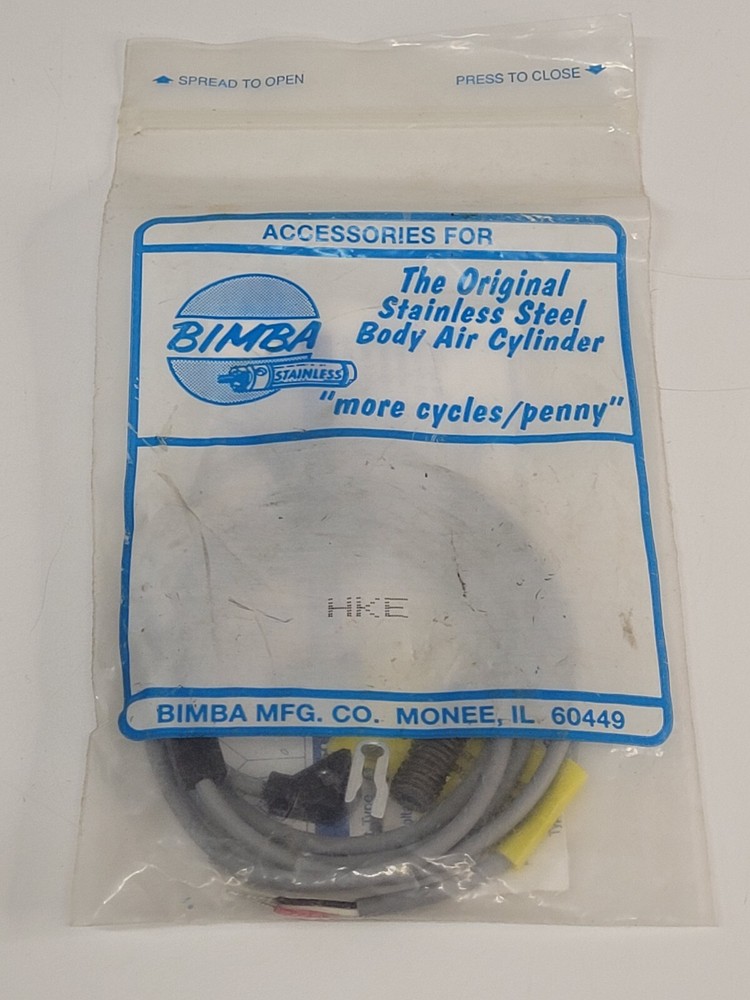 SPREAD TO OPEN
PRESS TO CLOSE
ACCESSORIES FOR
BIMBA
STAINLESS
The Original
Stainless Steel
Body Air Cylinder
"more cycles/penny"
HKE
BIMBA MFG. CO. MONEE, IL 60449
Type